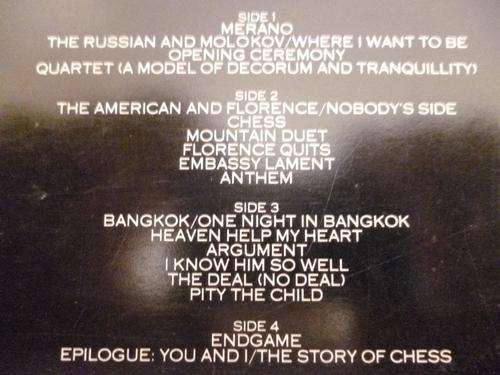 SIDE 1
MERANO
THE RUSSIAN AND MOLOKOV/WHERE I WANT TO BE
OPENING CEREMONY
QUARTET (A MODEL OF DECORUM AND TRANQUILLITY)
SIDE 2
THE AMERICAN AND FLORENCE/NOBODY'S SIDE
CHESS
MOUNTAIN DUET
FLORENCE QUITS
EMBASSY LAMENT
ANTHEM
SIDE 3
BANGKOK/ONE NIGHT IN BANGKOK
HEAVEN HELP MY HEART
ARGUMENT
I KNOW HIM SO WELL
THE DEAL (NO DEAL)
PITY THE CHILD
SIDE 4
ENDGAME
EPILOGUE: YOU AND I/THE STORY OF CHESS